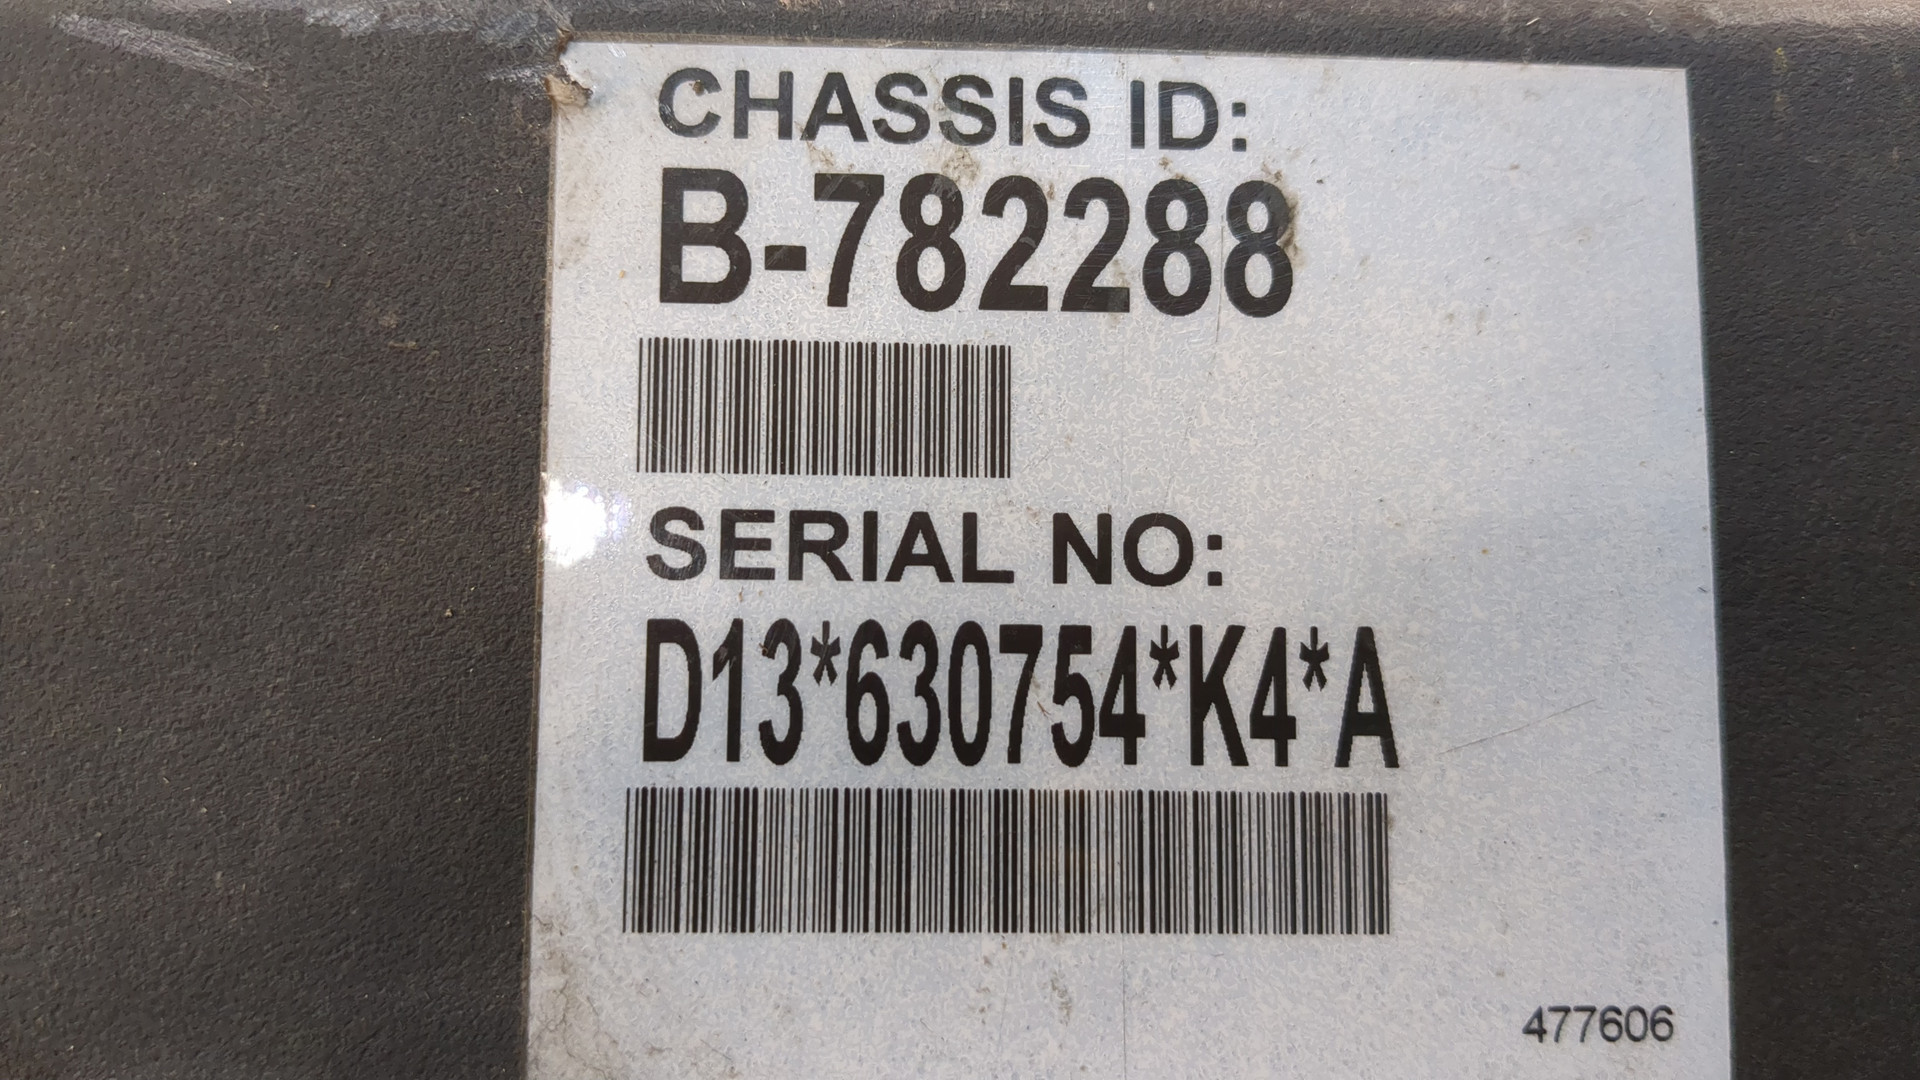 CHASSIS ID:
B-782288
SERIAL NO:
D13*630754*K4*A
477606